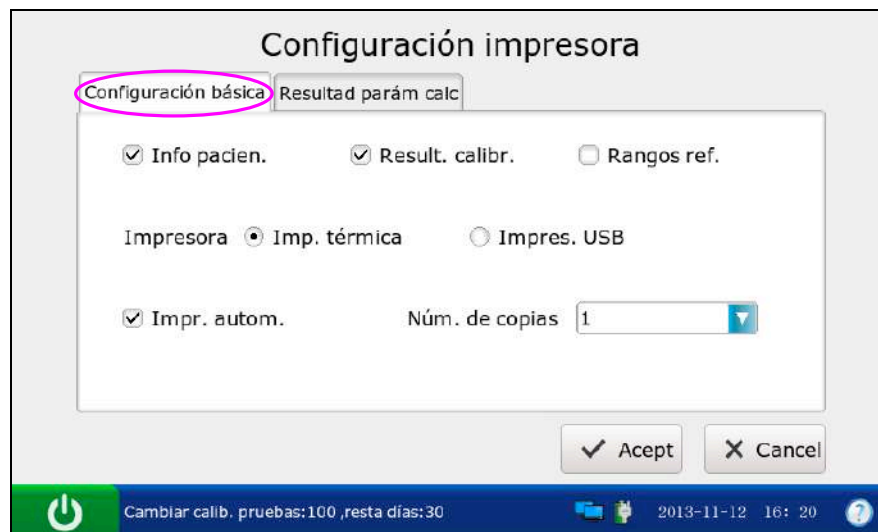 Configuración impresora
Configuración básica Resultad parám calc
Info pacien. Result. calibr. Rangos ref.
Impresora Imp. térmica Impres. USB
Impr. autom. Núm. de copias 1
Acept Cancel
Cambiar calib. pruebas:100 ,resta días:30 2013-11-12 16: 20 ?